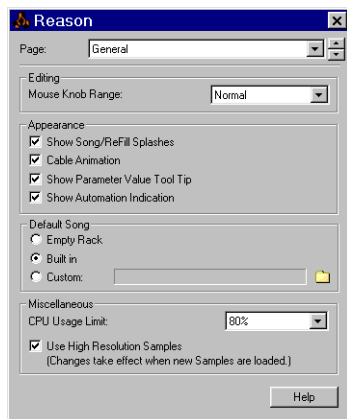 Reason
Page: General
Editing
Mouse Knob Range: Normal
Appearance
Show Song/ReFill Splashes
Cable Animation
Show Parameter Value Tool Tip
Show Automation Indication
Default Song
Empty Rack
Built in
Custom:
Miscellaneous
CPU Usage Limit: 80%
Use High Resolution Samples
(Changes take effect when new Samples are loaded.)
Help